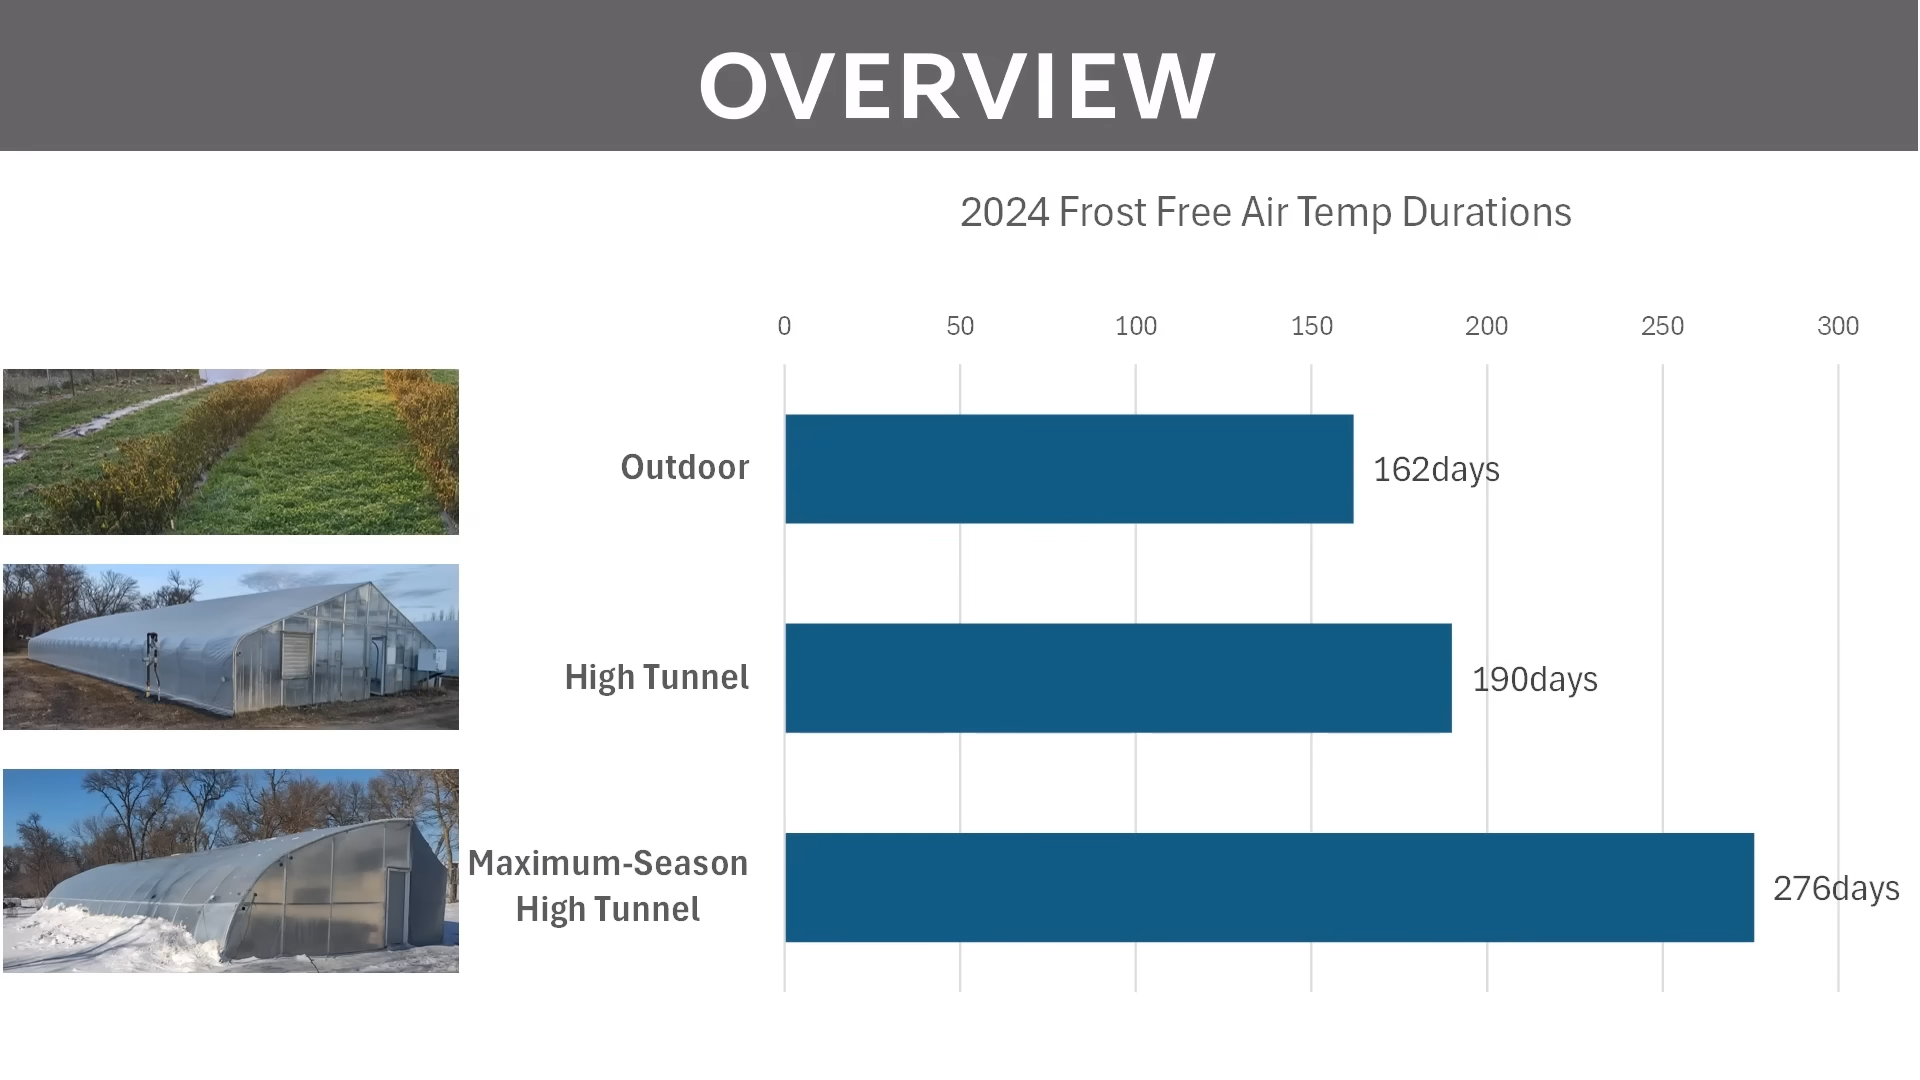 OVERVIEW
2024 Frost Free Air Temp Durations
0 50 100 150 200 250 300
Outdoor 162days
High Tunnel 190days
Maximum-Season
High Tunnel 276days